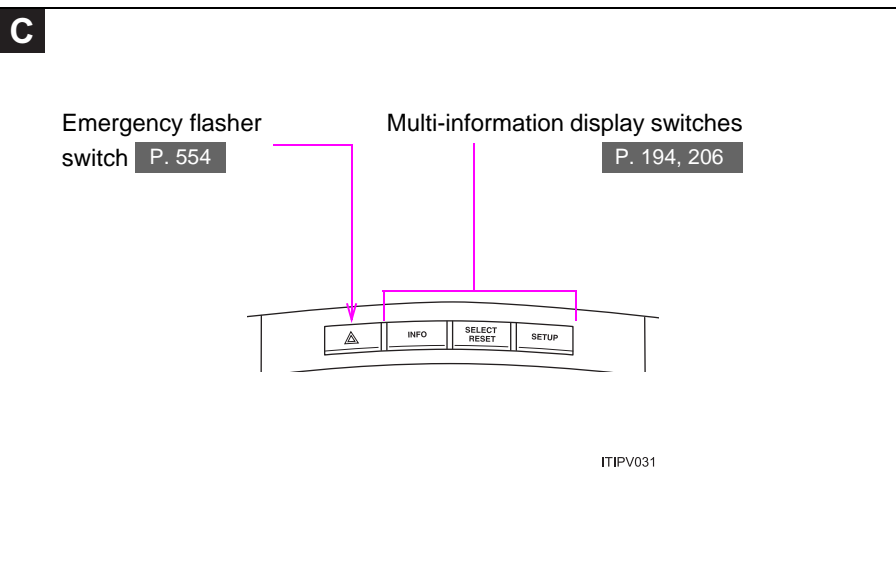 C
Emergency flasher
switch P. 554
Multi-information display switches
P. 194, 206
INFO
SELECT
RESET
SETUP
ITIPV031